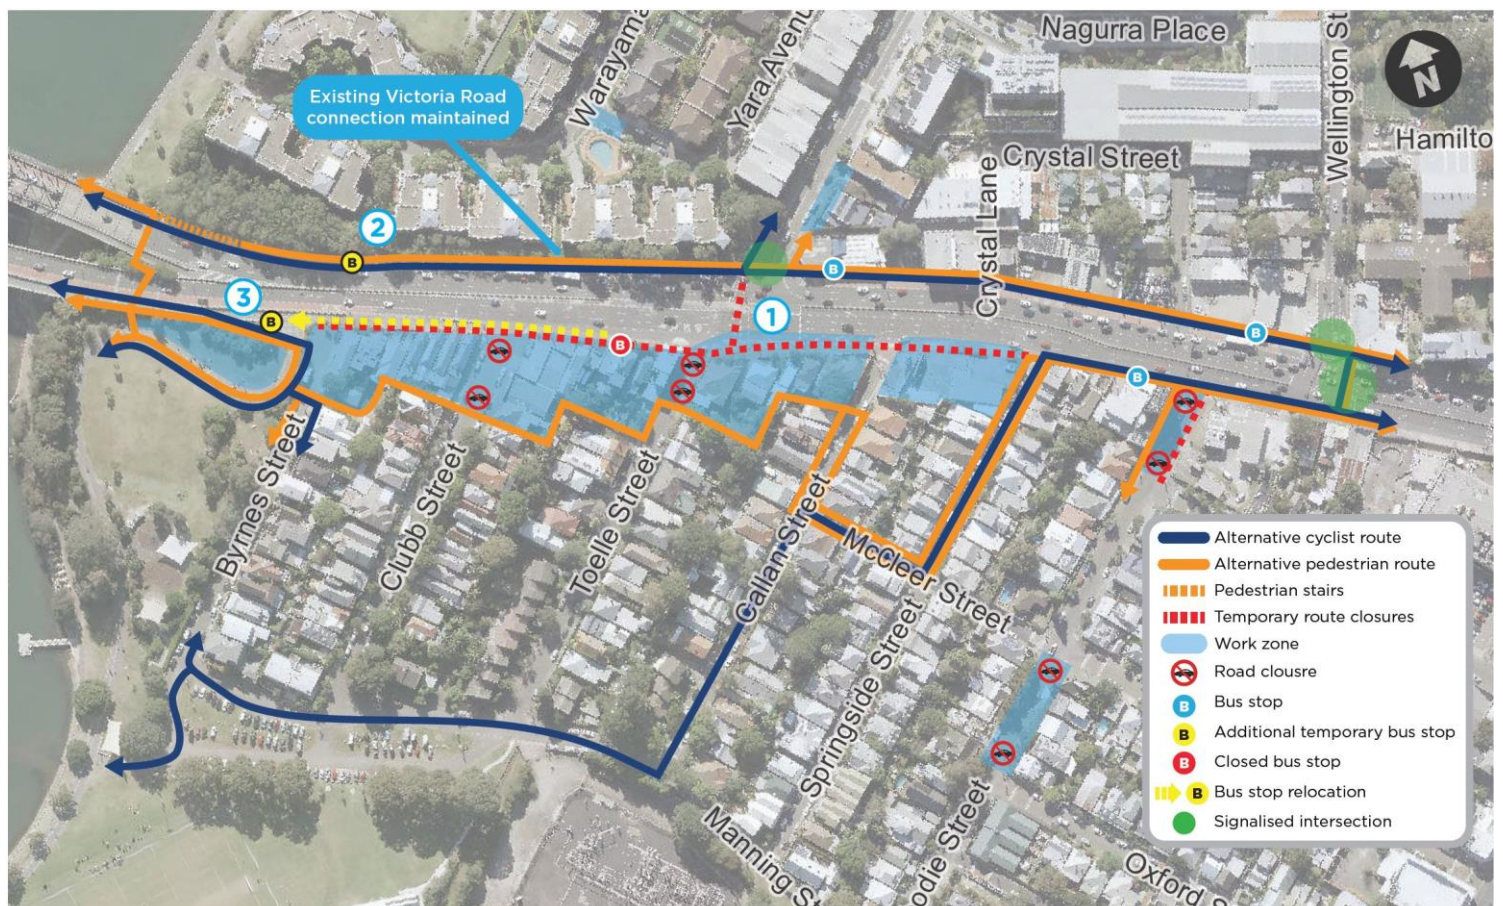 Nagurra Place
Wellington St
N
Warayama
Yara Avenu
Existing Victoria Road
connection maintained
Crystal Street
Hamilto
Crystal Lane
2
B
B
3
1
B
B
B
B
Byrnes Street
Clubb Street
Toelle Street
Callan Street
McCleer Street
Springside Street
Manning St
odie Street
Oxford S
Alternative cyclist route
Alternative pedestrian route
Pedestrian stairs
Temporary route closures
Work zone
Road clousre
B Bus stop
B Additional temporary bus stop
B Closed bus stop
B Bus stop relocation
Signalised intersection